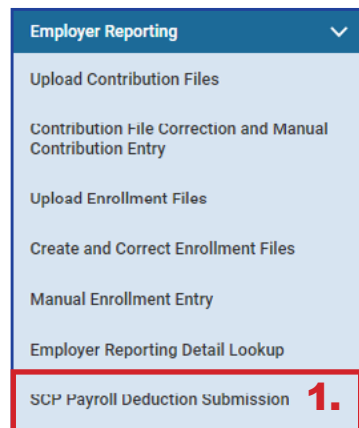 Employer Reporting
Upload Contribution Files
Contribution File Correction and Manual
Contribution Entry
Upload Enrollment Files
Create and Correct Enrollment Files
Manual Enrollment Entry
Employer Reporting Detail Lookup
SCP Payroll Deduction Submission 1.